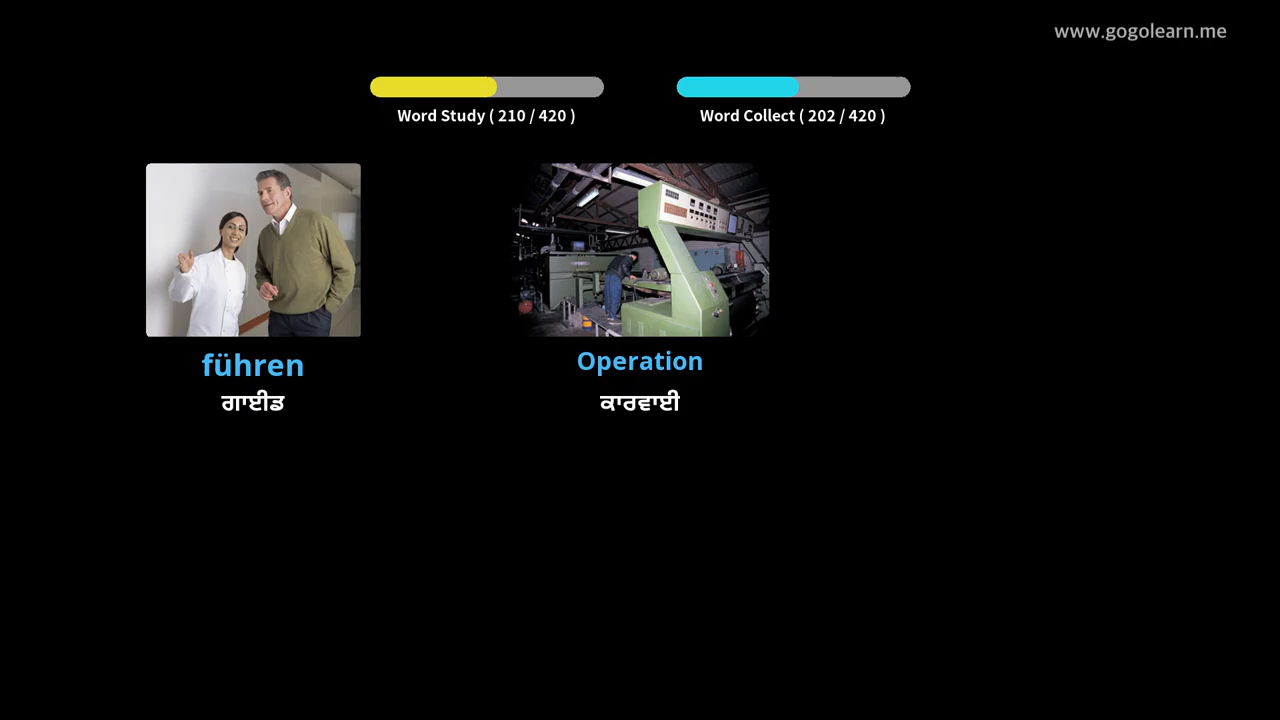 www.gogolearn.me
Word Study ( 210 / 420 )
Word Collect ( 202 / 420 )
führen
Operation
ਗਾਈਡ
ਕਾਰਵਾਈ